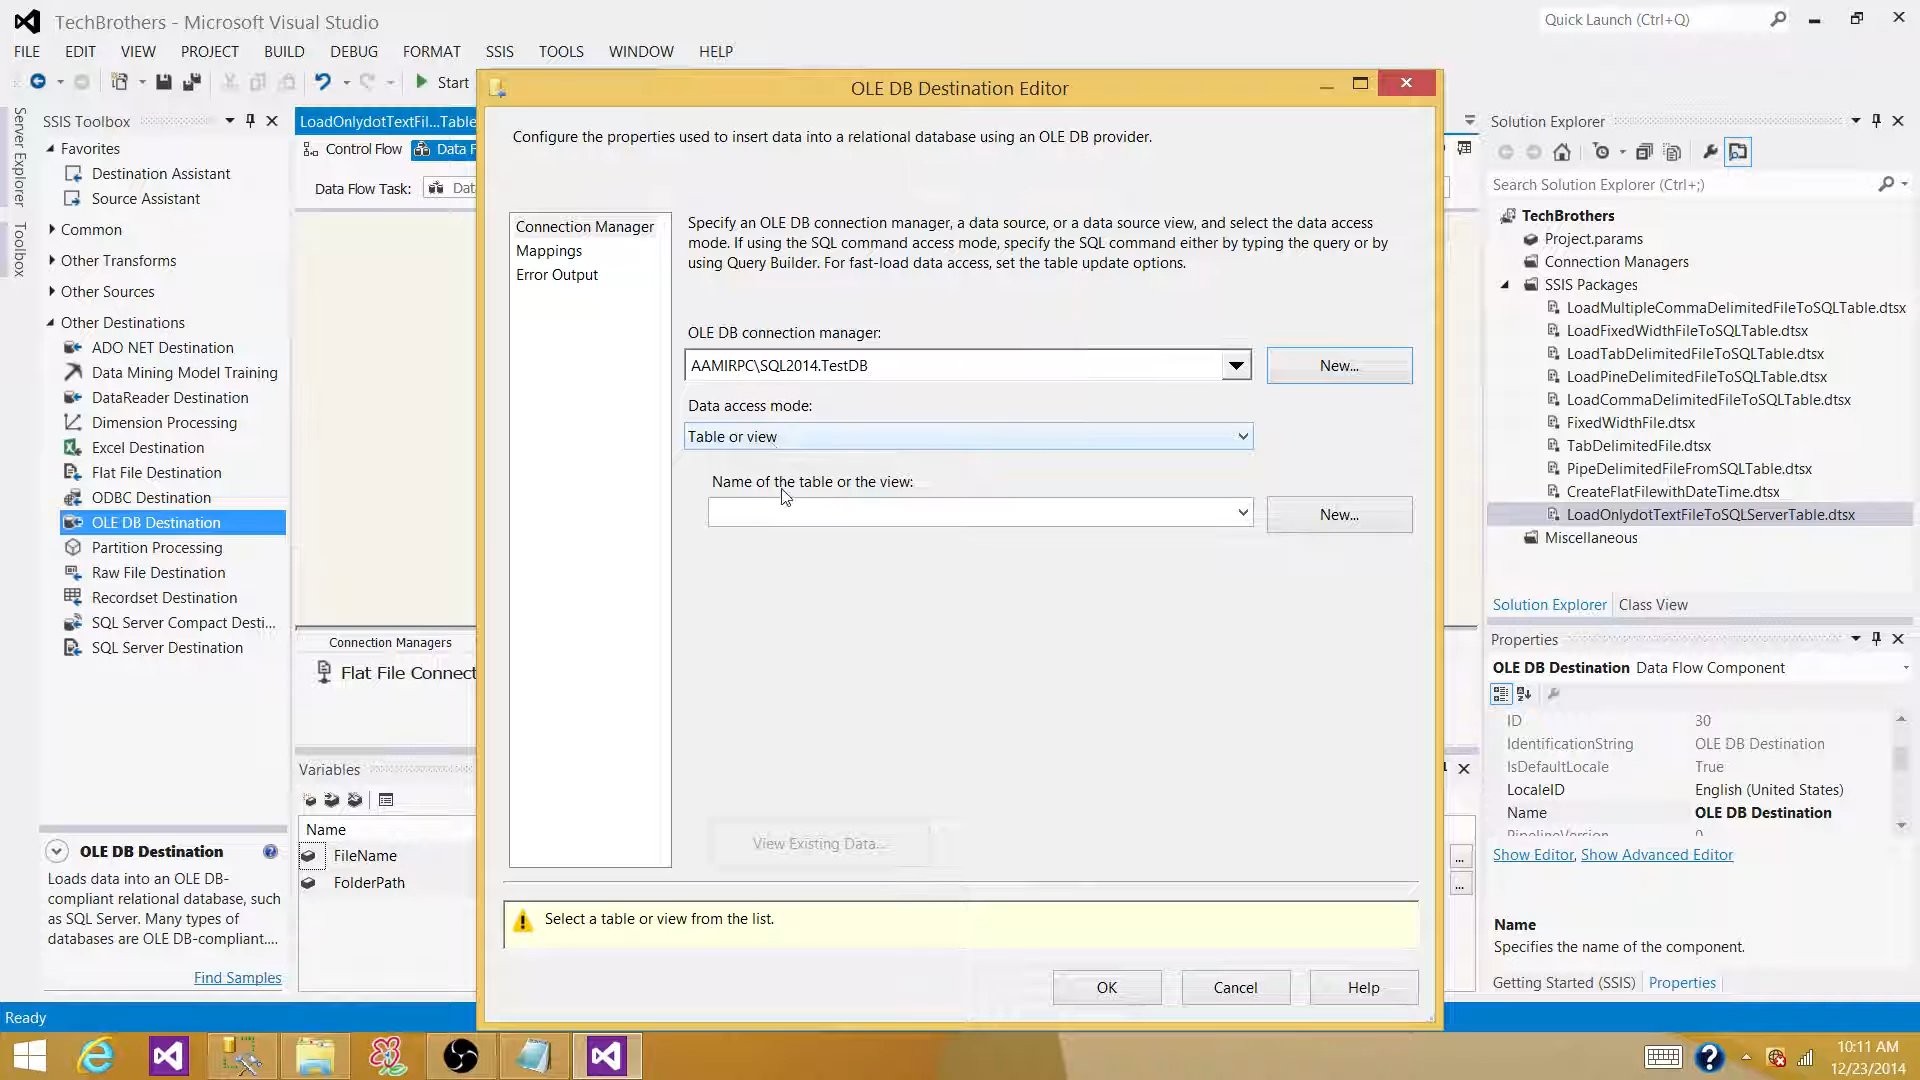 TechBrothers - Microsoft Visual Studio
Quick Launch (Ctrl+Q)
FILE EDIT VIEW PROJECT BUILD DEBUG FORMAT SSIS TOOLS WINDOW HELP
Start
Server Explorer
Toolbox
SSIS Toolbox
Favorites
Destination Assistant
Source Assistant
Common
Other Transforms
Other Sources
Other Destinations
ADO NET Destination
Data Mining Model Training
DataReader Destination
Dimension Processing
Excel Destination
Flat File Destination
ODBC Destination
OLE DB Destination
Partition Processing
Raw File Destination
Recordset Destination
SQL Server Compact Desti...
SQL Server Destination
OLE DB Destination
Loads data into an OLE DB-
compliant relational database, such
as SQL Server. Many types of
databases are OLE DB-compliant....
Find Samples
LoadOnlydotTextFil...Table
Control Flow
Data F
Data Flow Task:
Dat
Connection Managers
Flat File Connect
Variables
Name
FileName
FolderPath
OLE DB Destination Editor
Configure the properties used to insert data into a relational database using an OLE DB provider.
Connection Manager
Mappings
Error Output
Specify an OLE DB connection manager, a data source, or a data source view, and select the data access
mode. If using the SQL command access mode, specify the SQL command either by typing the query or by
using Query Builder. For fast-load data access, set the table update options.
OLE DB connection manager:
AAMIRPC\SQL2014.TestDB
New...
Data access mode:
Table or view
Name of the table or the view:
New...
View Existing Data...
Select a table or view from the list.
OK Cancel Help
...
...
Solution Explorer
Search Solution Explorer (Ctrl+;)
TechBrothers
Project.params
Connection Managers
SSIS Packages
LoadMultipleCommaDelimitedFileToSQLTable.dtsx
LoadFixedWidthFileToSQLTable.dtsx
LoadTabDelimitedFileToSQLTable.dtsx
LoadPineDelimitedFileToSQLTable.dtsx
LoadCommaDelimitedFileToSQLTable.dtsx
FixedWidthFile.dtsx
TabDelimitedFile.dtsx
PipeDelimitedFileFromSQLTable.dtsx
CreateFlatFilewithDateTime.dtsx
LoadOnlydotTextFileToSQLServerTable.dtsx
Miscellaneous
Solution Explorer Class View
Properties
OLE DB Destination Data Flow Component
ID 30
IdentificationString OLE DB Destination
IsDefaultLocale True
LocaleID English (United States)
Name OLE DB Destination
PipelineVersion 0
Show Editor, Show Advanced Editor
Name
Specifies the name of the component.
Getting Started (SSIS) Properties
Ready
10:11 AM
12/23/2014